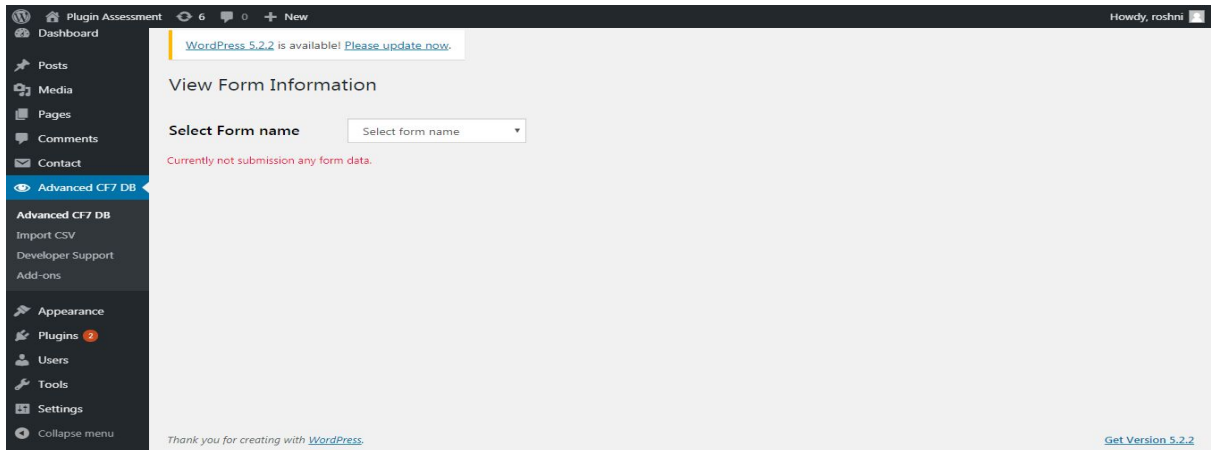 Plugin Assessment 6 0 New Howdy, roshni
Dashboard
Posts
Media
Pages
Comments
Contact
Advanced CF7 DB
Advanced CF7 DB
Import CSV
Developer Support
Add-ons
Appearance
Plugins 2
Users
Tools
Settings
Collapse menu
WordPress 5.2.2 is available! Please update now.
View Form Information
Select Form name Select form name
Currently not submission any form data.
Thank you for creating with WordPress. Get Version 5.2.2